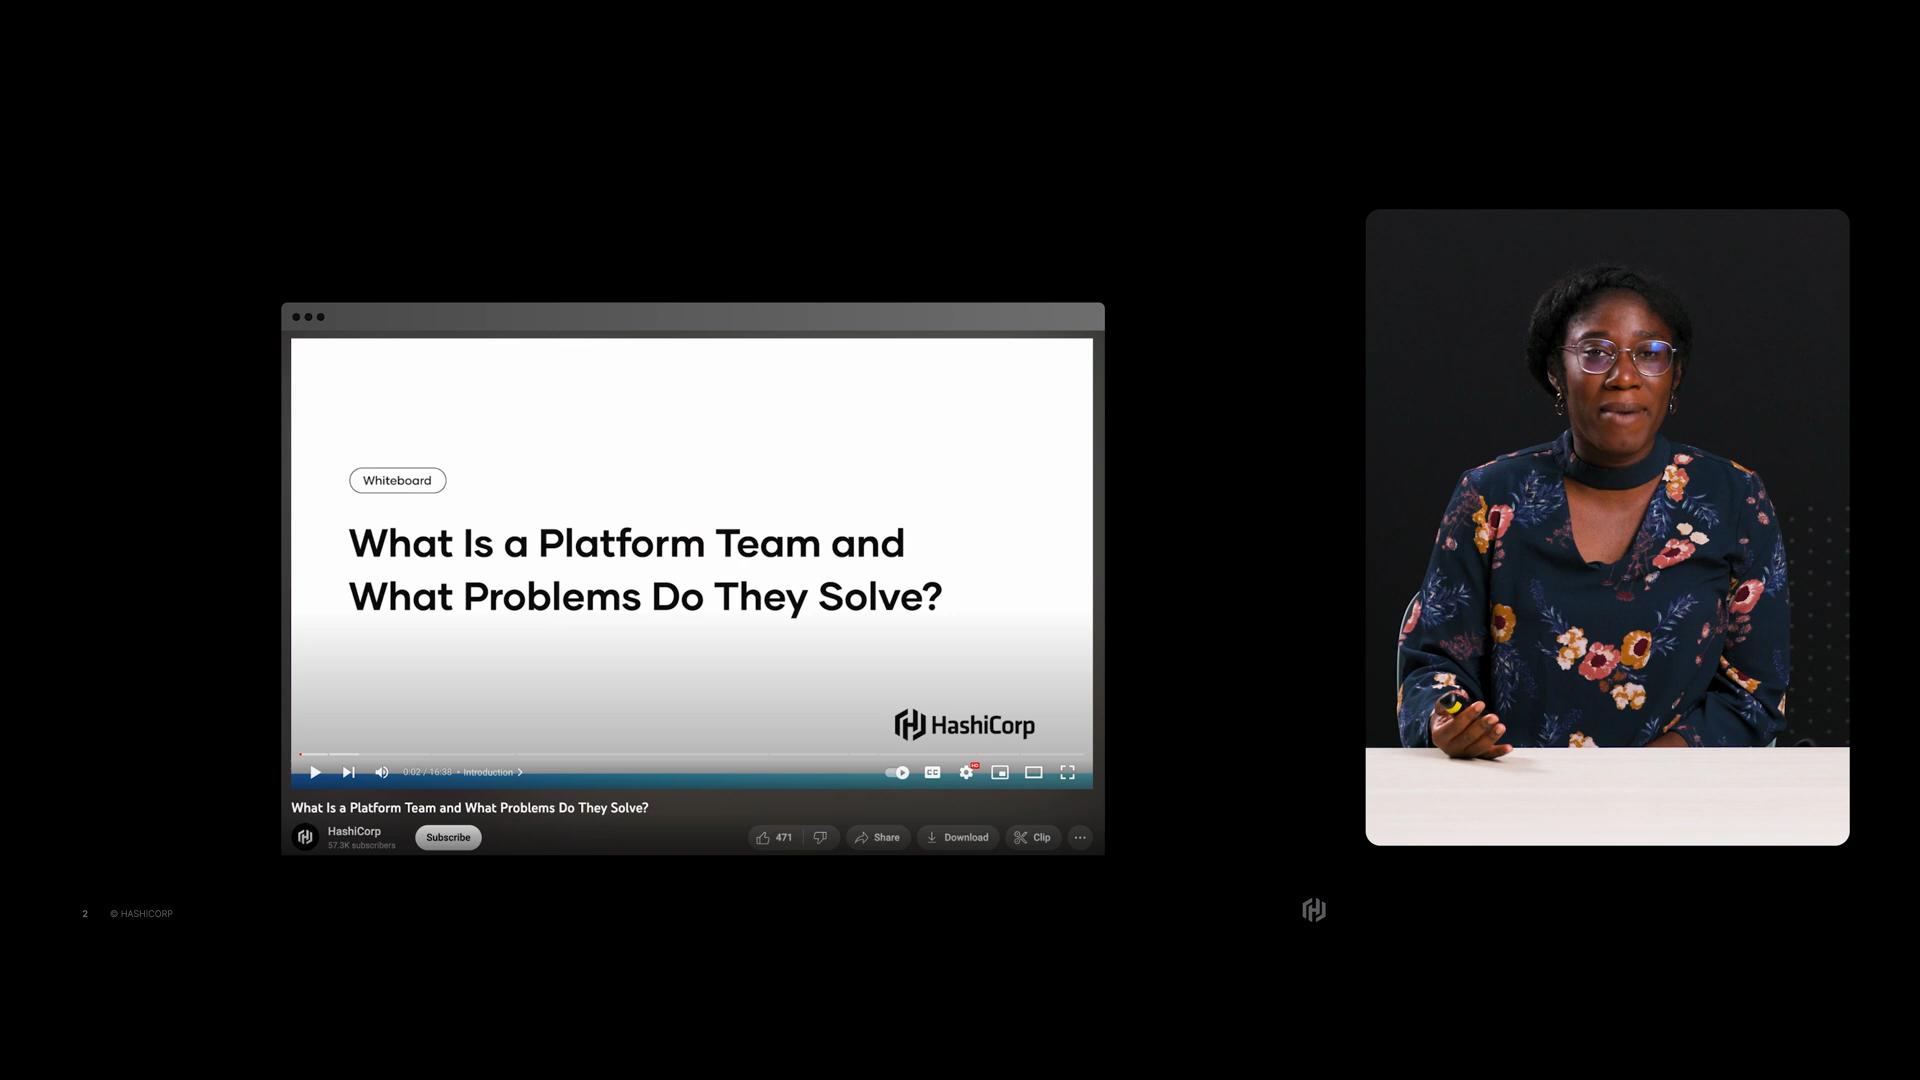 Whiteboard
What Is a Platform Team and
What Problems Do They Solve?
HashiCorp
0:02 / 16:38 • Introduction
CC
HD
What Is a Platform Team and What Problems Do They Solve?
HashiCorp
57.3K subscribers
Subscribe
471
Share
Download
Clip
2
© HASHICORP